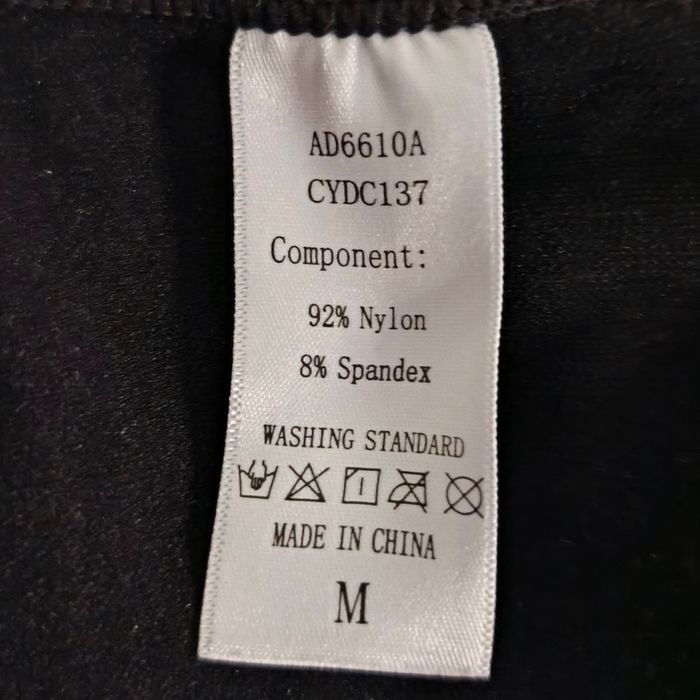 AD6610A
CYDC137
Component:
92% Nylon
8% Spandex
WASHING STANDARD
MADE IN CHINA
M